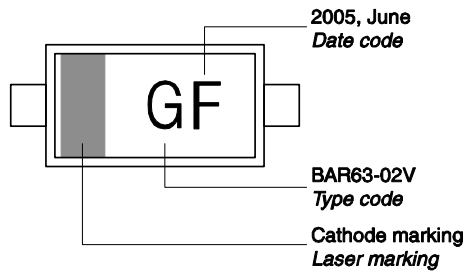 2005, June
Date code
GF
BAR63-02V
Type code
Cathode marking
Laser marking